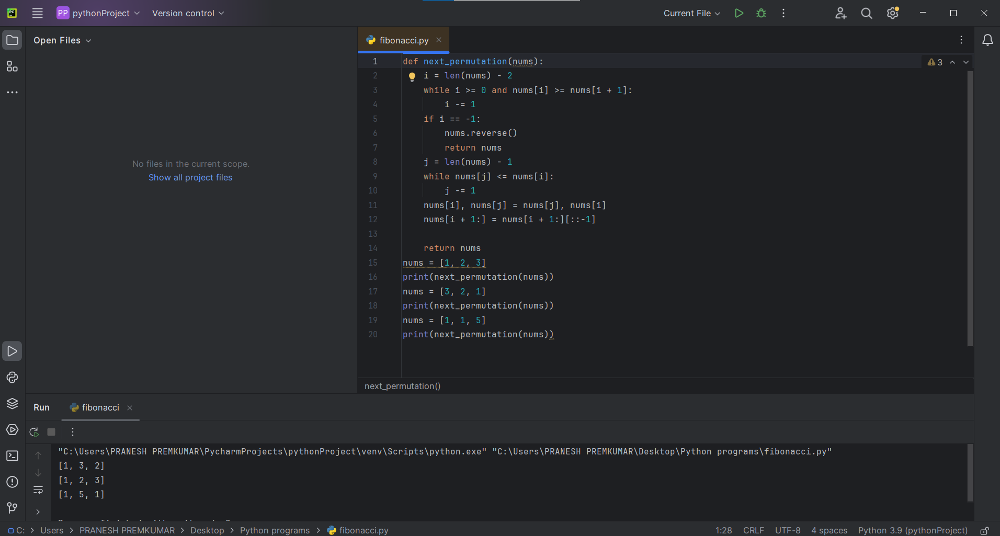 PC
PP pythonProject Version control Current File
Open Files
fibonacci.py
3
1 def next_permutation(nums):
2     i = len(nums) - 2
3     while i >= 0 and nums[i] >= nums[i + 1]:
4         i -= 1
5     if i == -1:
6         nums.reverse()
7         return nums
8     j = len(nums) - 1
9     while nums[j] <= nums[i]:
10         j -= 1
11     nums[i], nums[j] = nums[j], nums[i]
12     nums[i + 1:] = nums[i + 1:][::-1]
13
14     return nums
15 nums = [1, 2, 3]
16 print(next_permutation(nums))
17 nums = [3, 2, 1]
18 print(next_permutation(nums))
19 nums = [1, 1, 5]
20 print(next_permutation(nums))
No files in the current scope.
Show all project files
next_permutation()
Run fibonacci
"C:\Users\PRANESH PREMKUMAR\PycharmProjects\pythonProject\venv\Scripts\python.exe" "C:\Users\PRANESH PREMKUMAR\Desktop\Python programs\fibonacci.py"
[1, 3, 2]
[1, 2, 3]
[1, 5, 1]
C: > Users > PRANESH PREMKUMAR > Desktop > Python programs > fibonacci.py 1:28 CRLF UTF-8 4 spaces Python 3.9 (pythonProject)